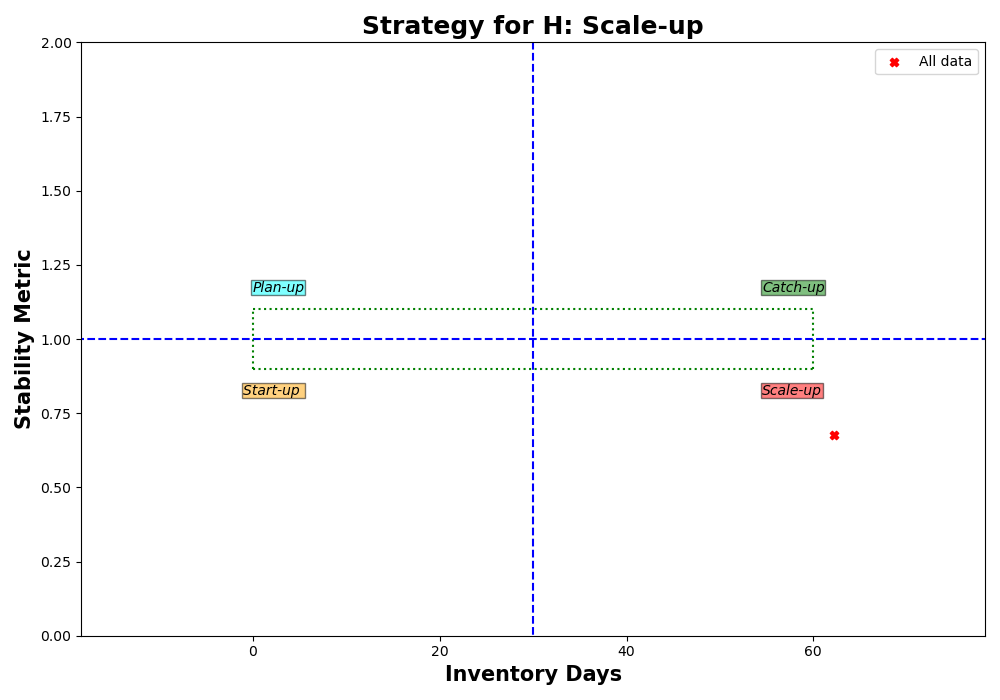 Strategy for H: Scale-up
All data
2.00
1.75
1.50
1.25
1.00
0.75
0.50
0.25
0.00
Stability Metric
Plan-up
Catch-up
Start-up
Scale-up
0
20
40
60
Inventory Days